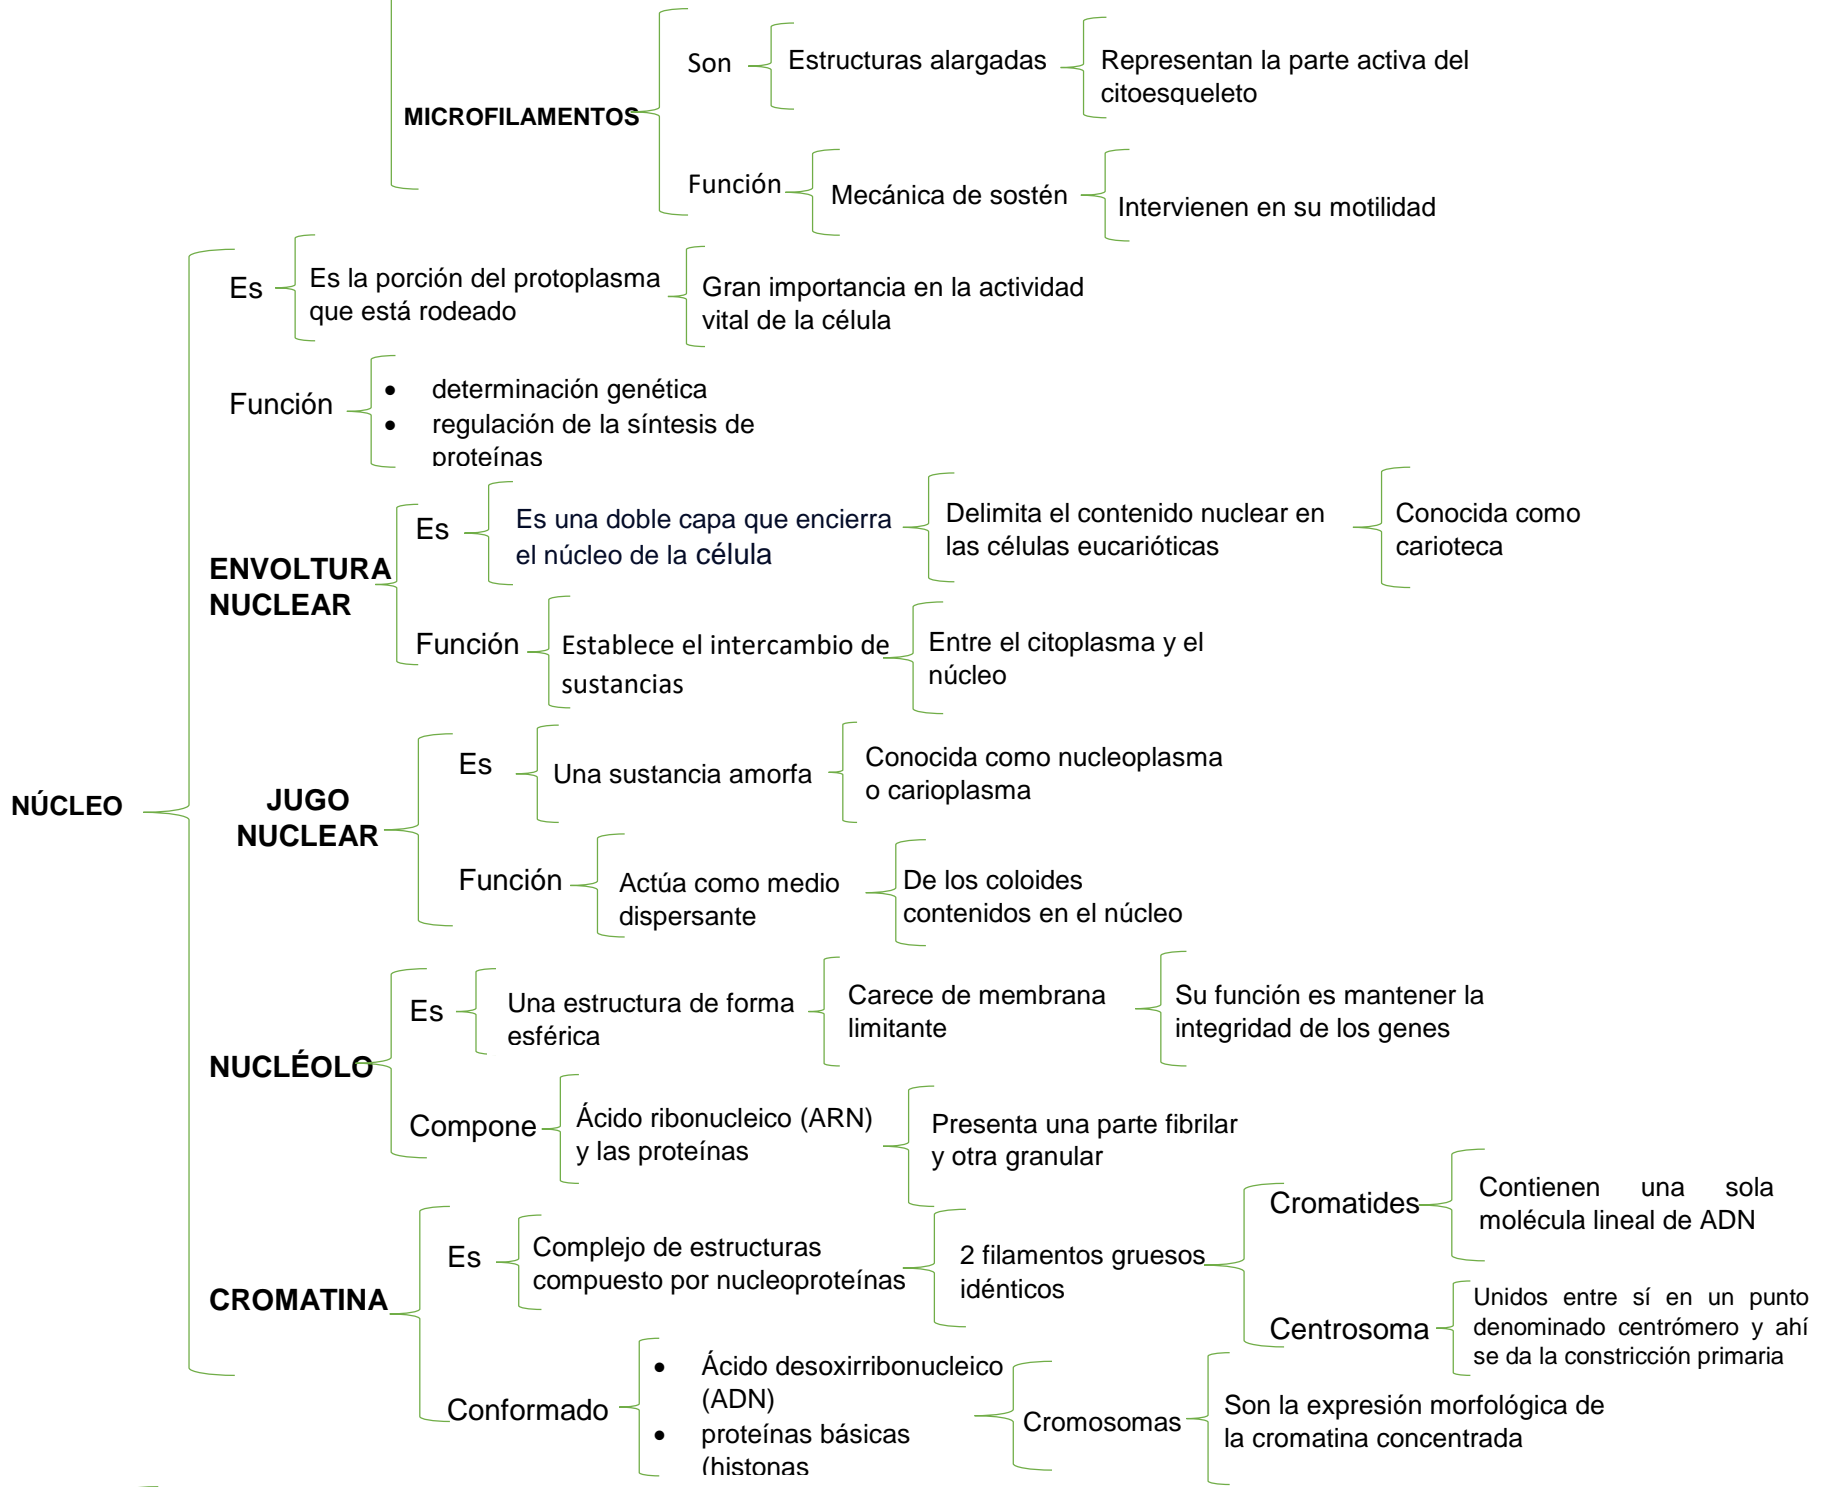 MICROFILAMENTOS
Son
Estructuras alargadas
Representan la parte activa del
citoesqueleto
Función
Mecánica de sostén
Intervienen en su motilidad
NÚCLEO
Es
Es la porción del protoplasma
que está rodeado
Gran importancia en la actividad
vital de la célula
Función
• determinación genética
• regulación de la síntesis de
proteínas
ENVOLTURA
NUCLEAR
Es
Es una doble capa que encierra
el núcleo de la célula
Delimita el contenido nuclear en
las células eucarióticas
Conocida como
carioteca
Función
Establece el intercambio de
sustancias
Entre el citoplasma y el
núcleo
JUGO
NUCLEAR
Es
Una sustancia amorfa
Conocida como nucleoplasma
o carioplasma
Función
Actúa como medio
dispersante
De los coloides
contenidos en el núcleo
NUCLÉOLO
Es
Una estructura de forma
esférica
Carece de membrana
limitante
Su función es mantener la
integridad de los genes
Compone
Ácido ribonucleico (ARN)
y las proteínas
Presenta una parte fibrilar
y otra granular
CROMATINA
Es
Complejo de estructuras
compuesto por nucleoproteínas
2 filamentos gruesos
idénticos
Cromatides
Contienen una sola
molécula lineal de ADN
Centrosoma
Unidos entre sí en un punto
denominado centrómero y ahí
se da la constricción primaria
Conformado
• Ácido desoxirribonucleico
(ADN)
• proteínas básicas
(histonas
Cromosomas
Son la expresión morfológica de
la cromatina concentrada